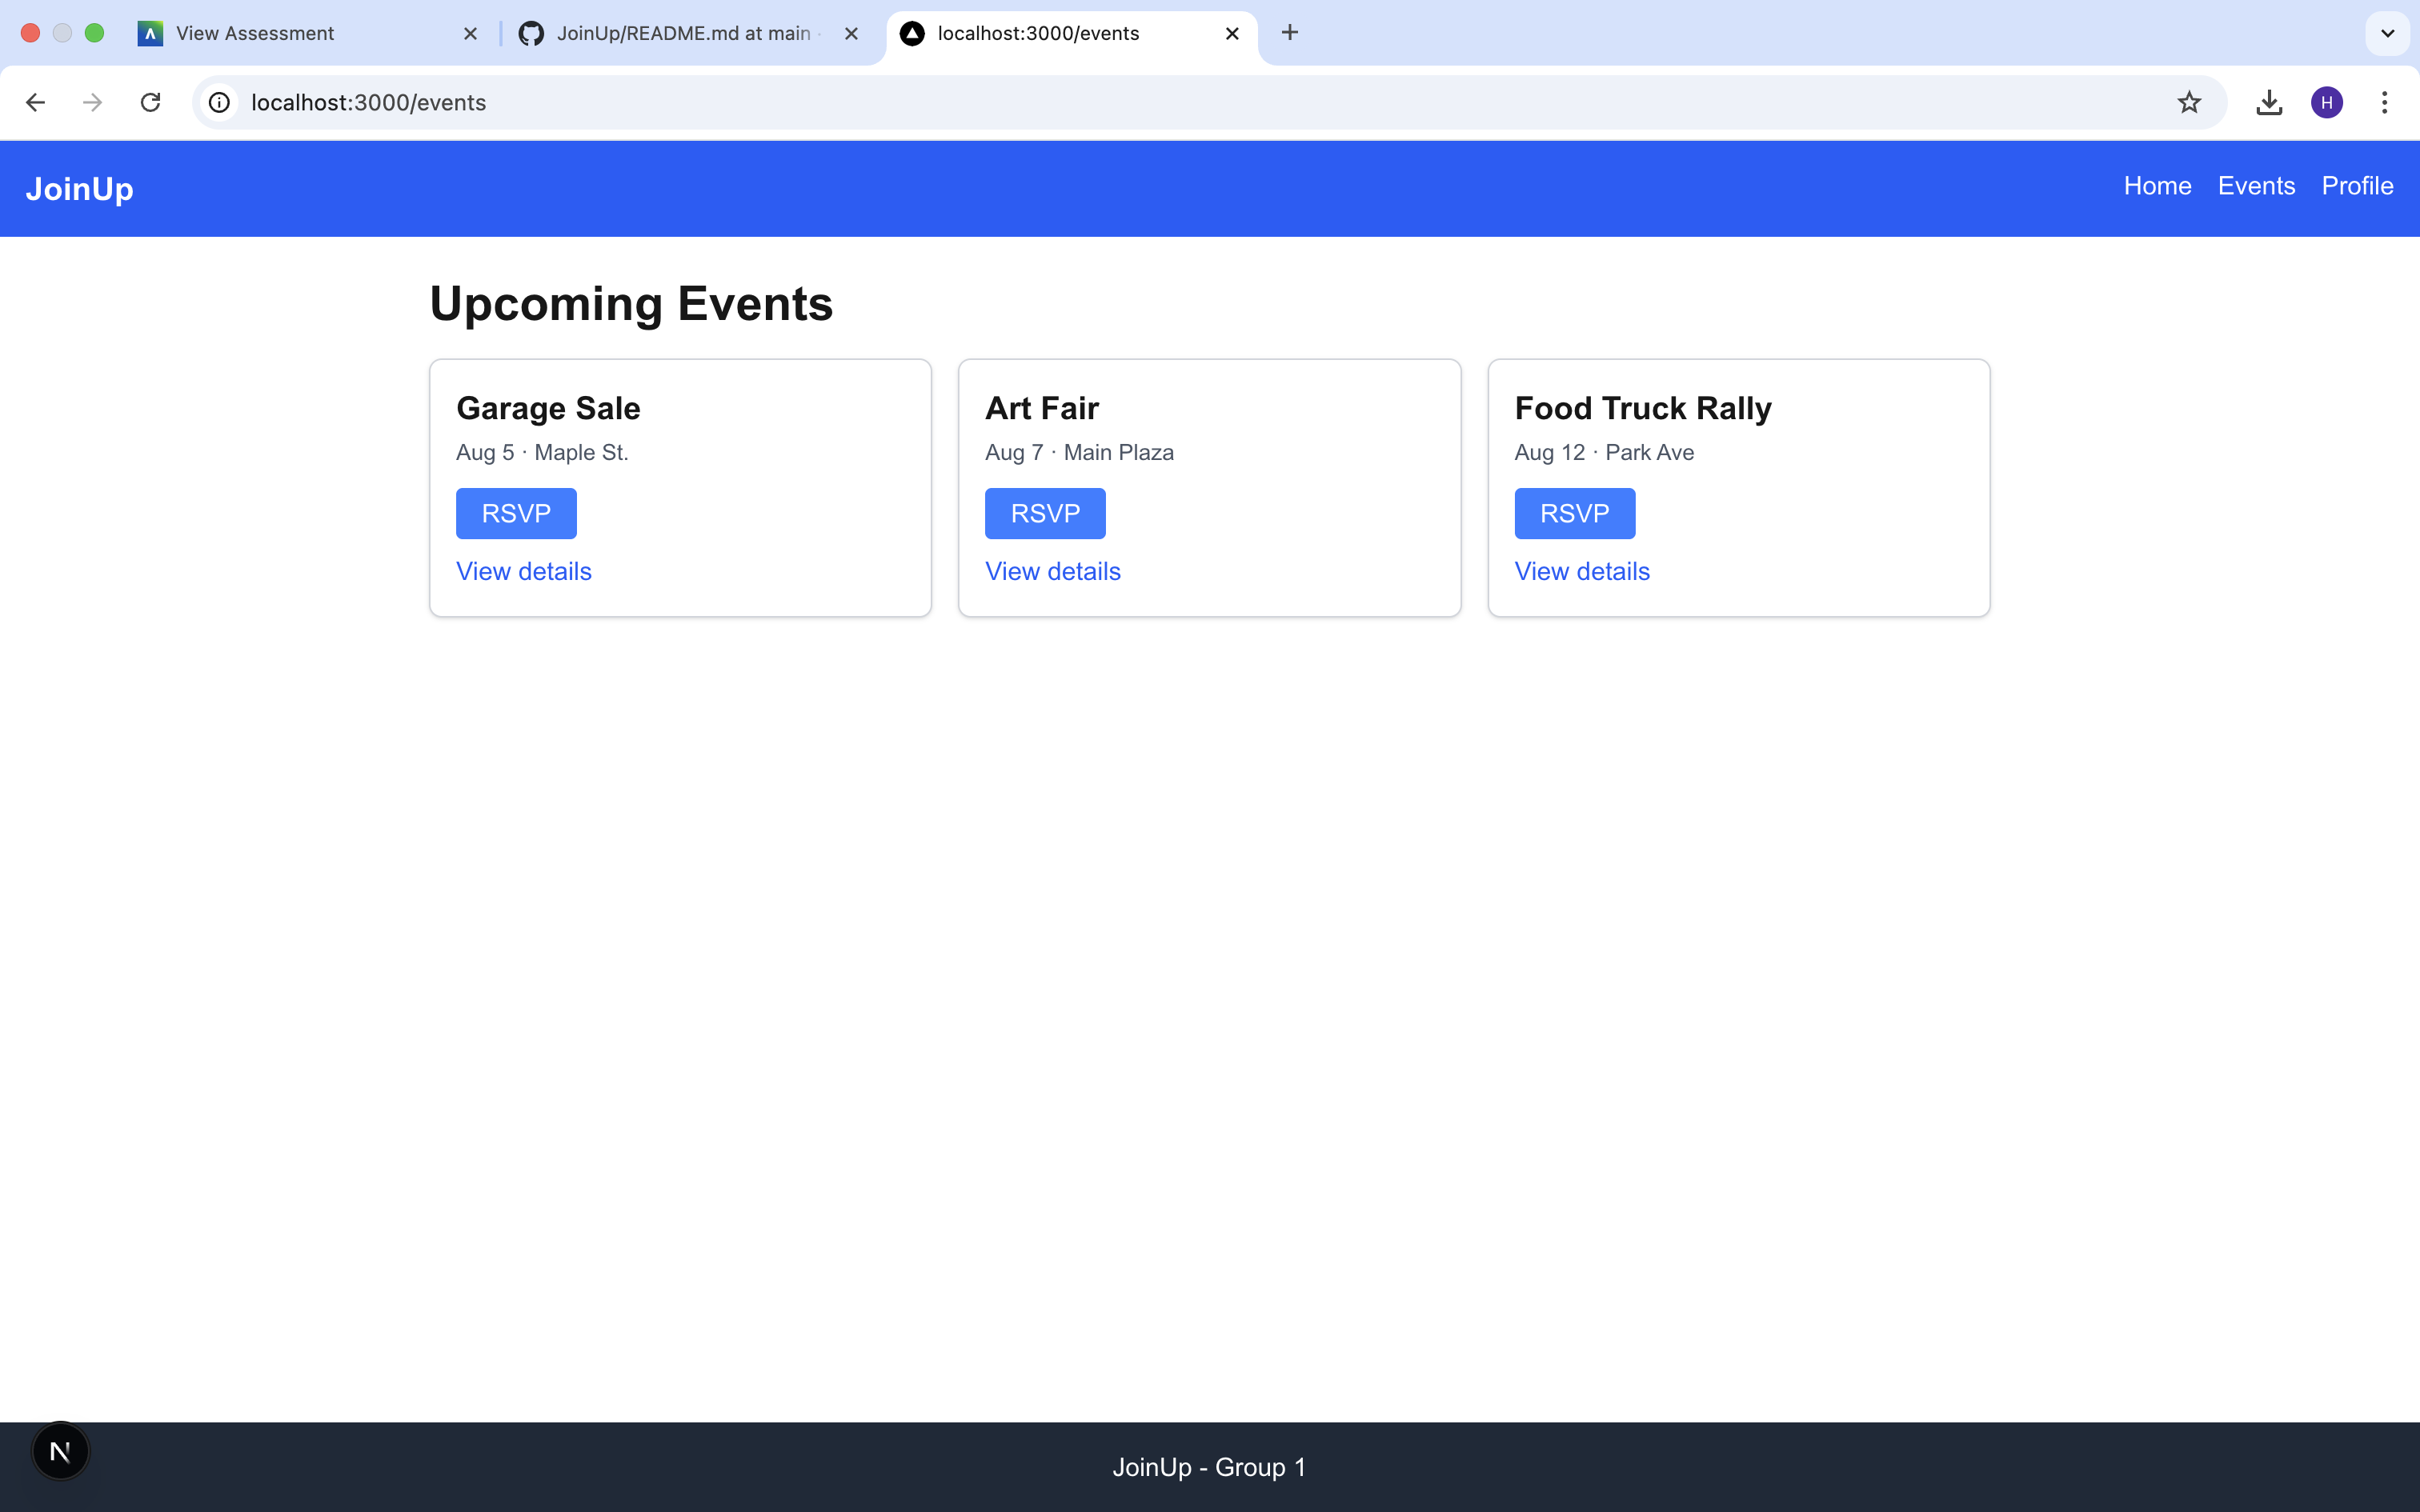 View Assessment
JoinUp/README.md at main
localhost:3000/events
localhost:3000/events
H
JoinUp
Home Events Profile
Upcoming Events
Garage Sale
Aug 5 · Maple St.
RSVP
View details
Art Fair
Aug 7 · Main Plaza
RSVP
View details
Food Truck Rally
Aug 12 · Park Ave
RSVP
View details
N
JoinUp - Group 1